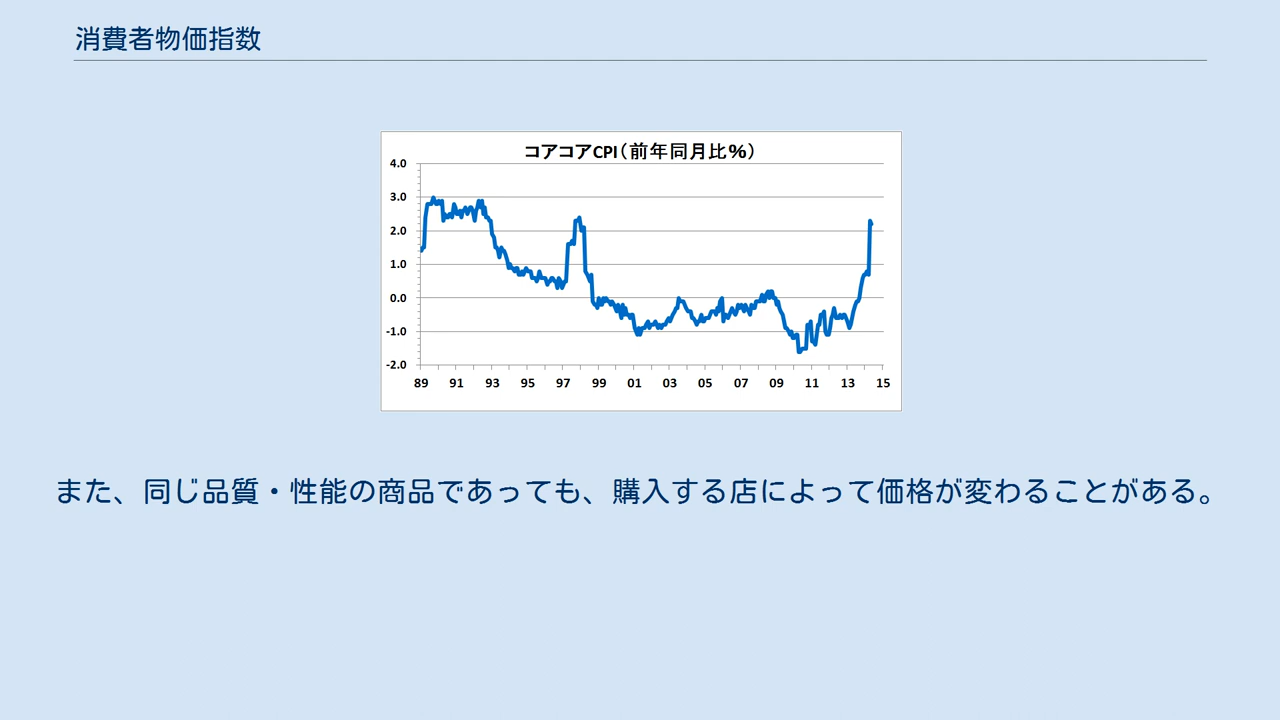 消費者物価指数
コアコアCPI(前年同月比%)
4.0
3.0
2.0
1.0
0.0
-1.0
-2.0
89 91 93 95 97 99 01 03 05 07 09 11 13 15
また、同じ品質・性能の商品であっても、購入する店によって価格が変わることがある。